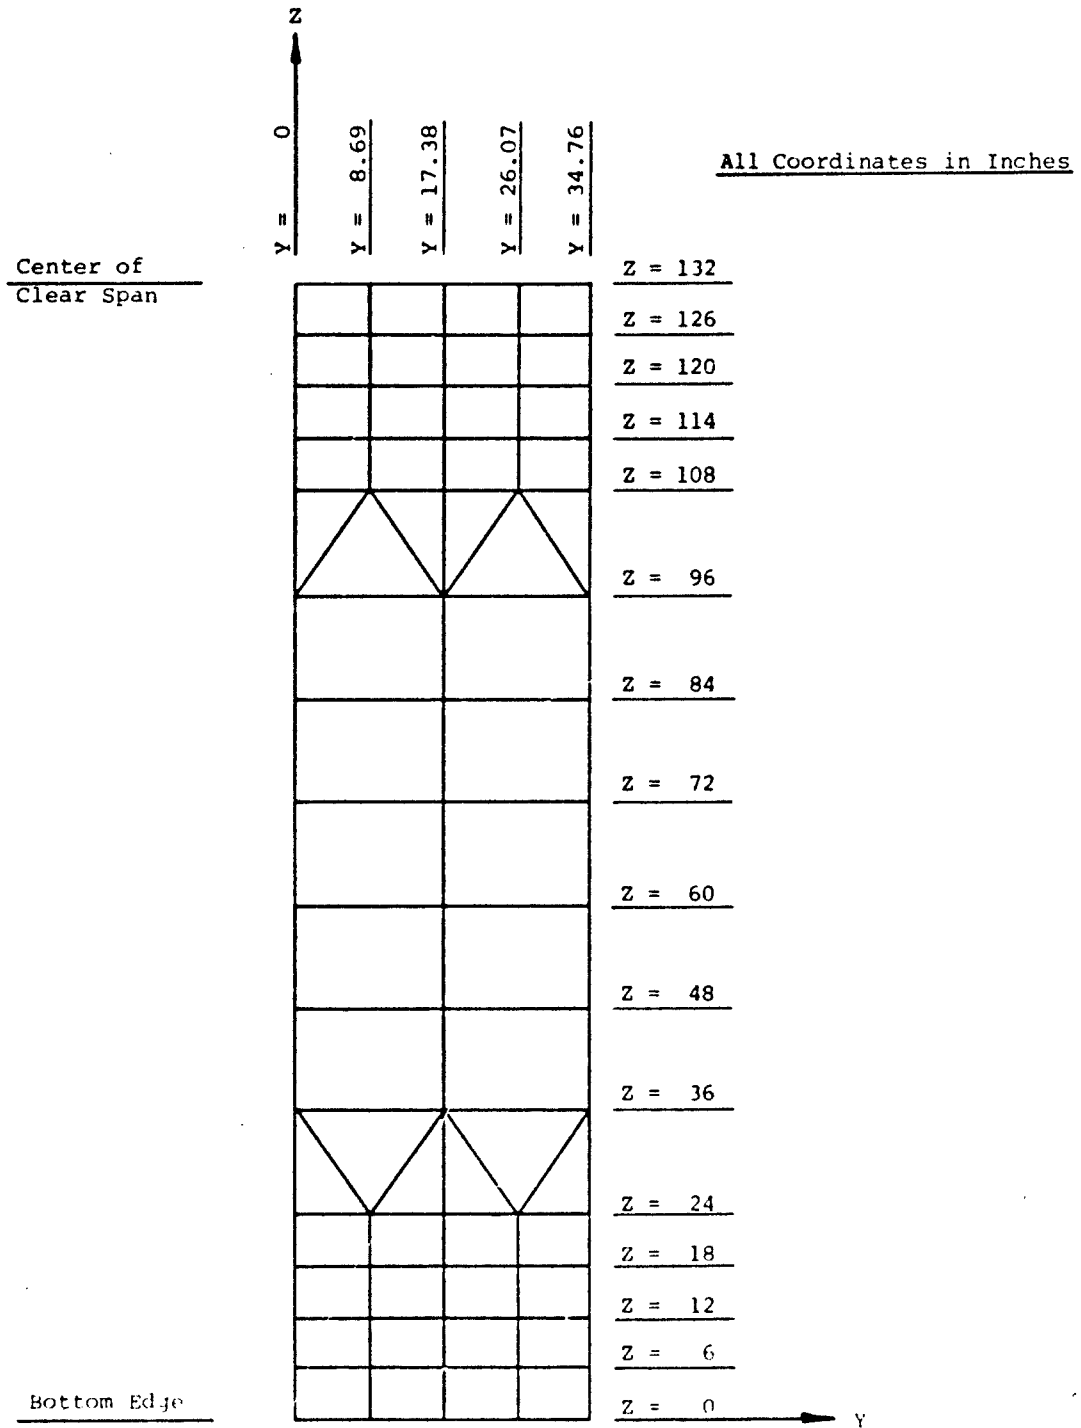 Z
Y = 0
Y = 8.69
Y = 17.38
Y = 26.07
Y = 34.76
All Coordinates in Inches
Center of
Clear Span
Z = 132
Z = 126
Z = 120
Z = 114
Z = 108
Z = 96
Z = 84
Z = 72
Z = 60
Z = 48
Z = 36
Z = 24
Z = 18
Z = 12
Z = 6
Bottom Edge
Z = 0
Y